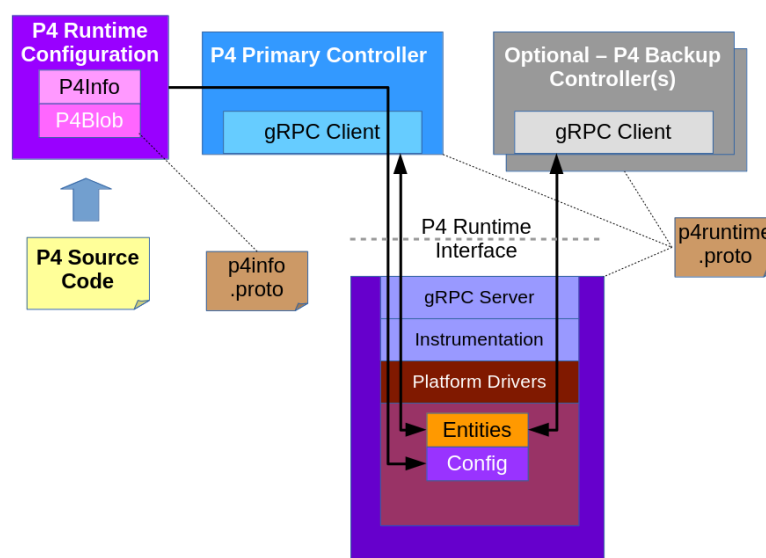 P4 Runtime
Configuration
P4Info
P4Blob
P4 Primary Controller
gRPC Client
Optional – P4 Backup
Controller(s)
gRPC Client
P4 Source
Code
p4info
.proto
P4 Runtime
Interface
p4runtime
.proto
gRPC Server
Instrumentation
Platform Drivers
Entities
Config